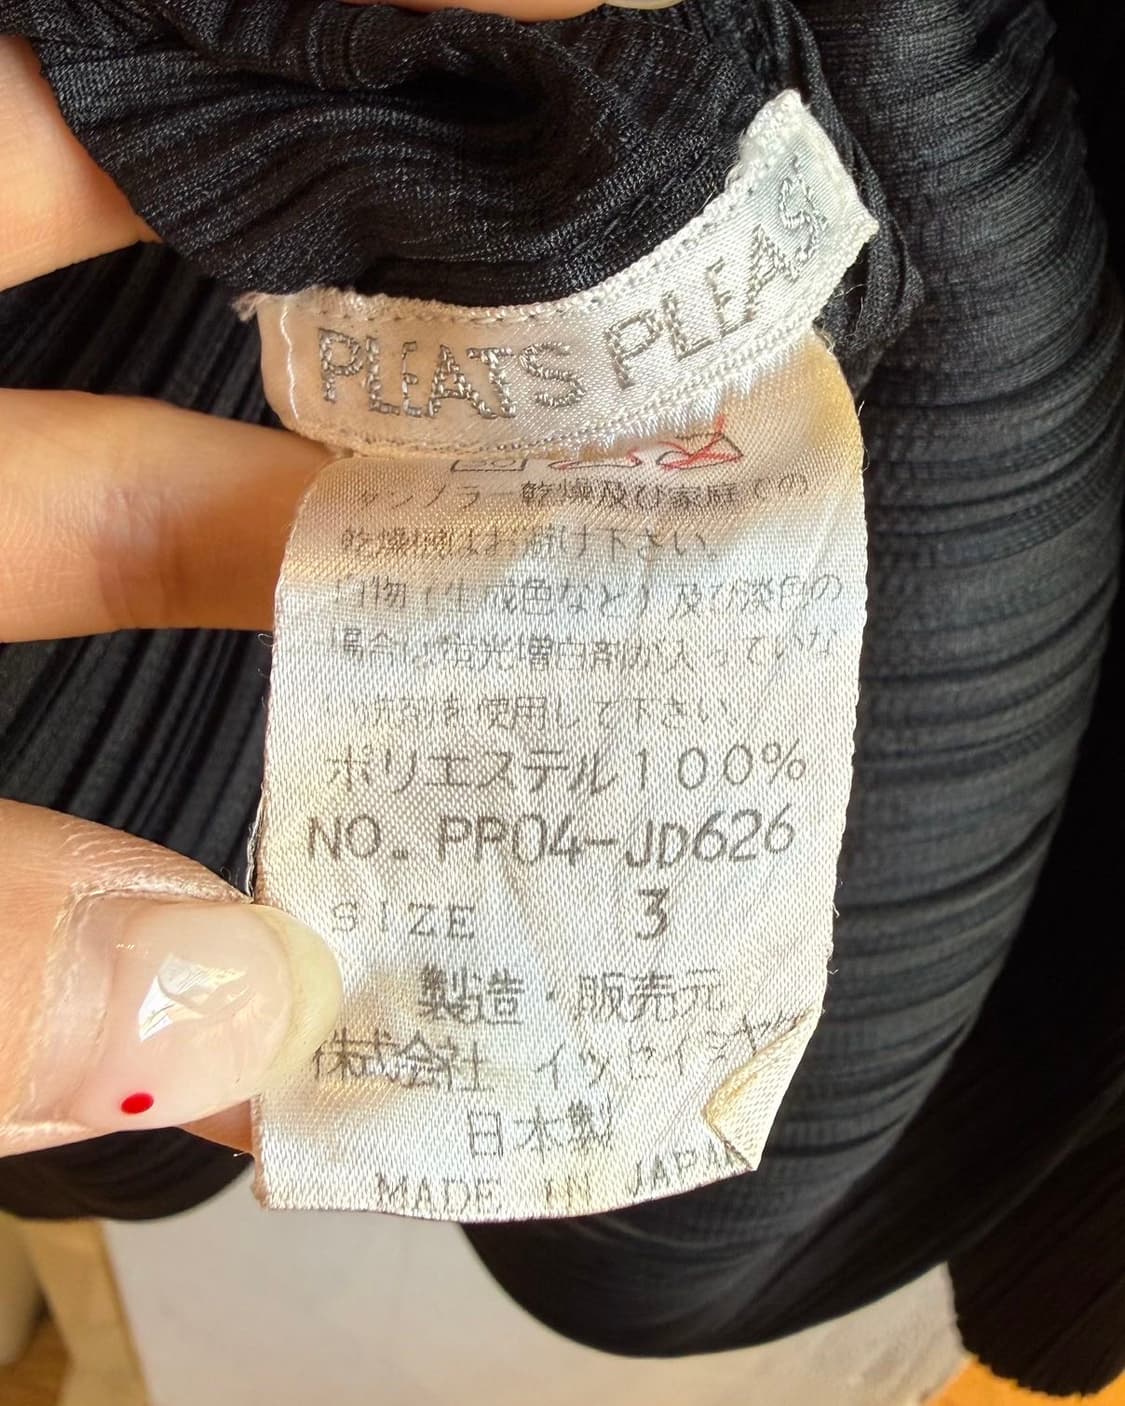 PLEATS PLEAS
タンブラー乾燥及び家庭での
乾燥機はお避け下さい。
物(生成色など)及び淡色の
場合は蛍光増白剤が入っていな
洗剤を使用して下さい
ポリエステル100%
NO. PP04-JD626
SIZE 3
製造・販売元
株式会社 イッセイミヤケ
日本製
MADE IN JAPAN